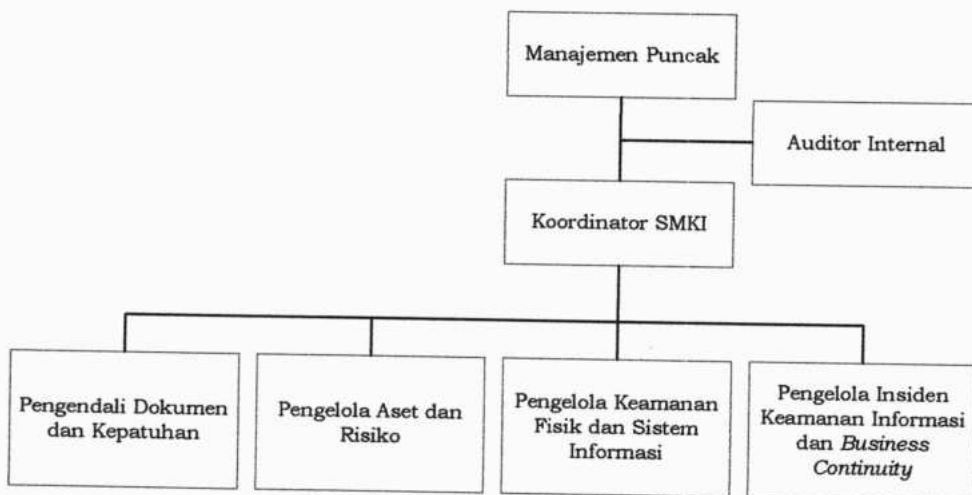 Manajemen Puncak
Auditor Internal
Koordinator SMKI
Pengendali Dokumen
dan Kepatuhan
Pengelola Aset dan
Risiko
Pengelola Keamanan
Fisik dan Sistem
Informasi
Pengelola Insiden
Keamanan Informasi
dan Business
Continuity